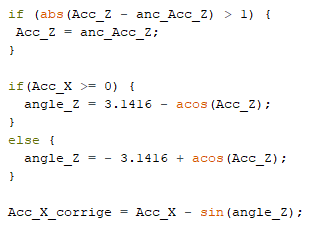 if (abs(Acc_Z - anc_Acc_Z) > 1) {
Acc_Z = anc_Acc_Z;
}
if(Acc_X >= 0) {
angle_Z = 3.1416 - acos(Acc_Z);
}
else {
angle_Z = - 3.1416 + acos(Acc_Z);
}
Acc_X_corrige = Acc_X - sin(angle_Z);